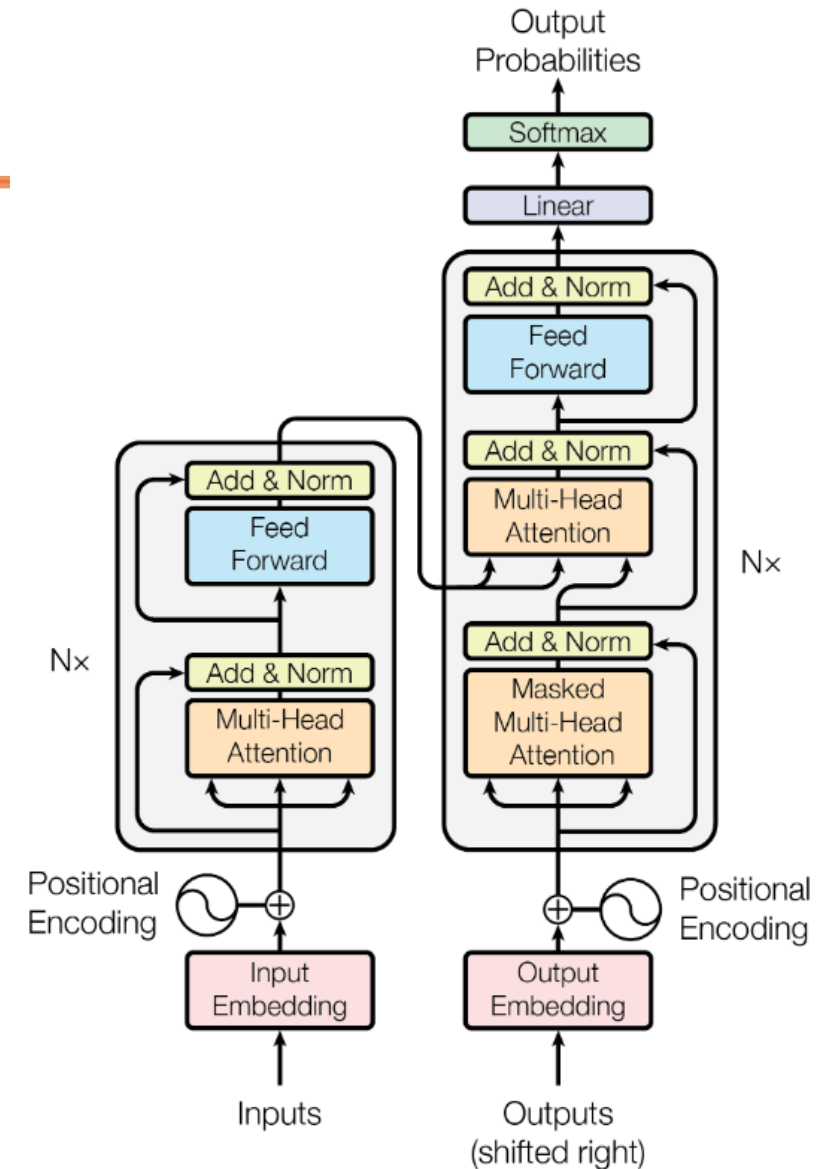 Output
Probabilities
Softmax
Linear
Add & Norm
Feed
Forward
Add & Norm
Multi-Head
Attention
Nx
Add & Norm
Masked
Multi-Head
Attention
Add & Norm
Feed
Forward
Nx
Add & Norm
Multi-Head
Attention
Positional
Encoding
Positional
Encoding
Input
Embedding
Output
Embedding
Inputs
Outputs
(shifted right)